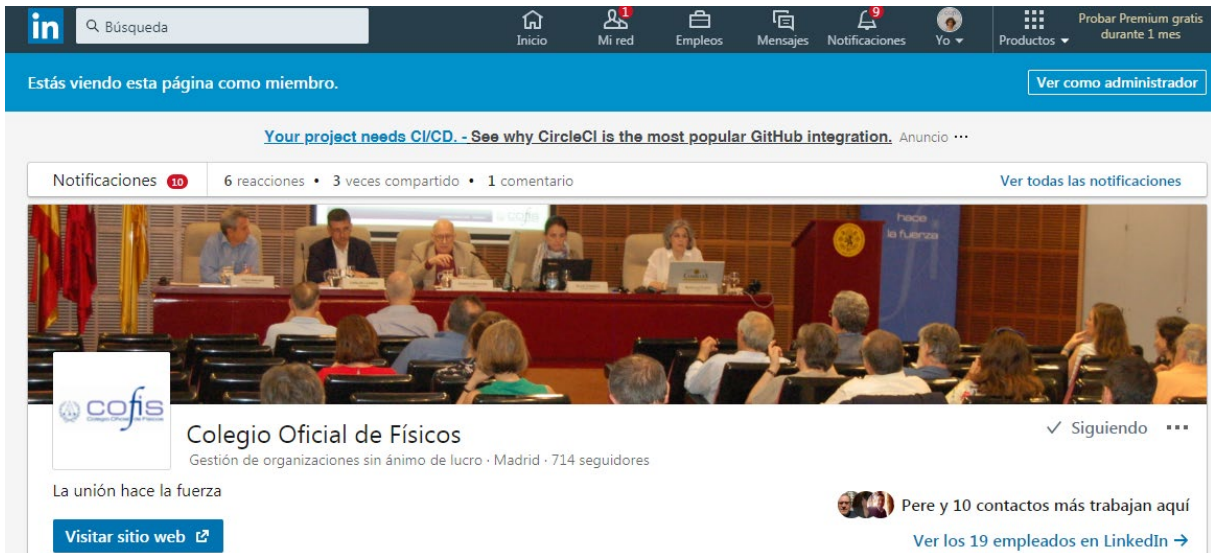 in
Búsqueda
1
9
Inicio
Mi red
Empleos
Mensajes
Notificaciones
Yo
Productos
Probar Premium gratis
durante 1 mes
Estás viendo esta página como miembro.
Ver como administrador
Your project needs CI/CD. - See why CircleCI is the most popular GitHub integration. Anuncio ···
Notificaciones 10
6 reacciones • 3 veces compartido • 1 comentario
Ver todas las notificaciones
hace
la fuerza
cofis
Colegio Oficial de Físicos
Siguiendo
Gestión de organizaciones sin ánimo de lucro · Madrid · 714 seguidores
La unión hace la fuerza
Pere y 10 contactos más trabajan aquí
Visitar sitio web
Ver los 19 empleados en LinkedIn →